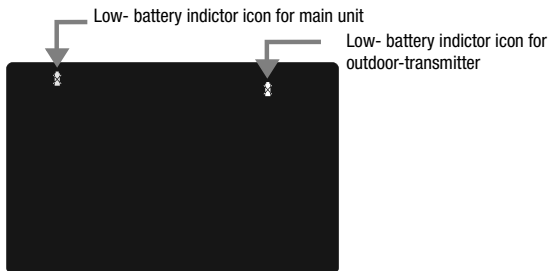 Low- battery indictor icon for main unit
Low- battery indictor icon for
outdoor-transmitter